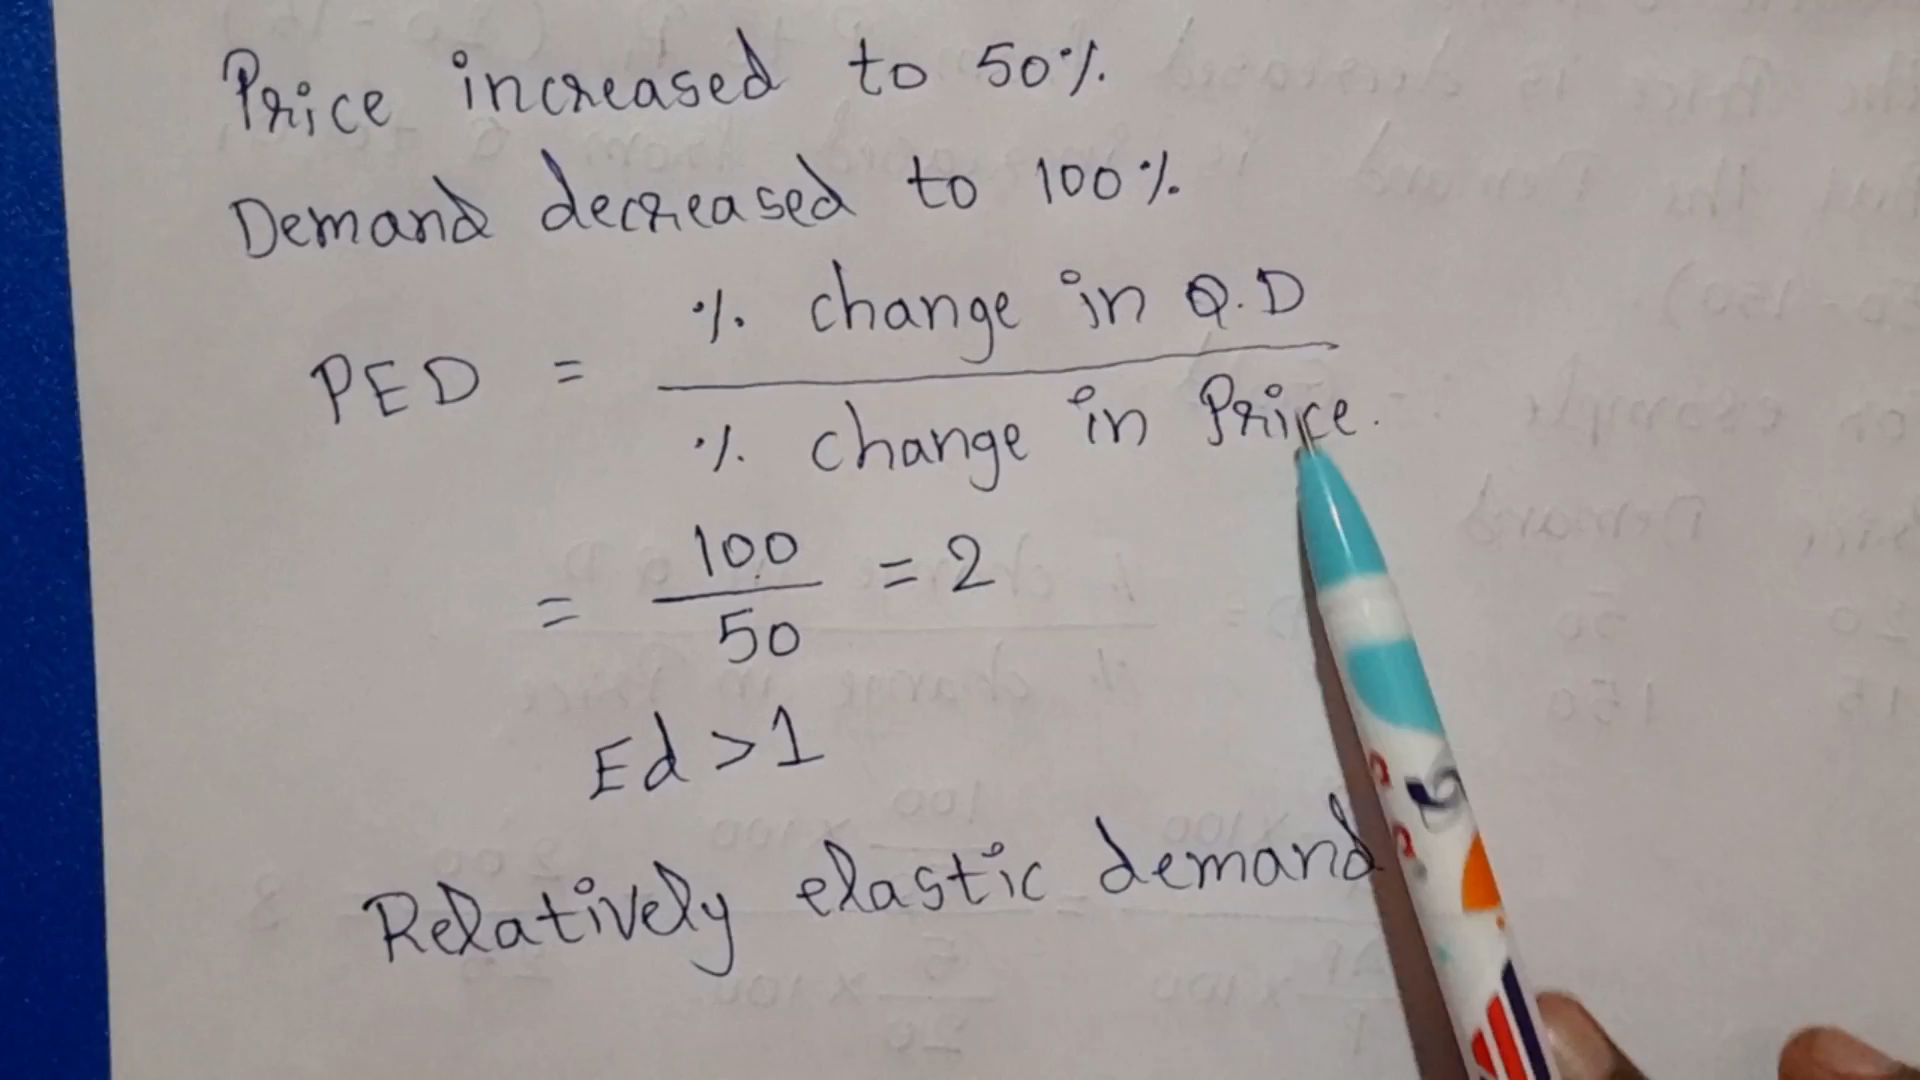 Price increased to 50%.
Demand decreased to 100%.
PED = % change in Q.D
% change in Price.
= 100 = 2
50
Ed > 1
Relatively elastic demand